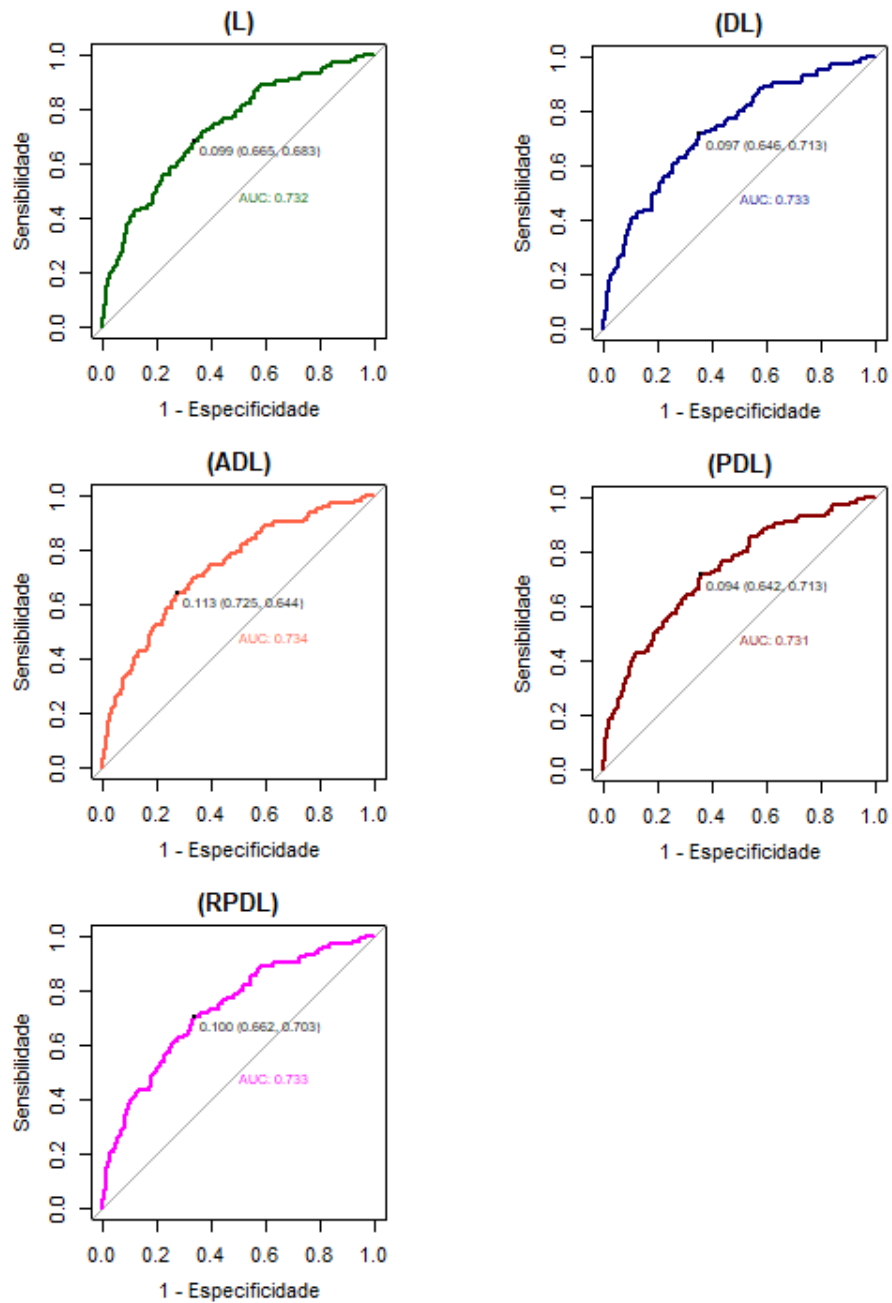 (L)
Sensibilidade
0.0 0.2 0.4 0.6 0.8 1.0
0.099 (0.665, 0.683)
AUC: 0.732
0.0 0.2 0.4 0.6 0.8 1.0
1 - Especificidade
(DL)
Sensibilidade
0.0 0.2 0.4 0.6 0.8 1.0
0.097 (0.646, 0.713)
AUC: 0.733
0.0 0.2 0.4 0.6 0.8 1.0
1 - Especificidade
(ADL)
Sensibilidade
0.0 0.2 0.4 0.6 0.8 1.0
0.113 (0.725, 0.644)
AUC: 0.734
0.0 0.2 0.4 0.6 0.8 1.0
1 - Especificidade
(PDL)
Sensibilidade
0.0 0.2 0.4 0.6 0.8 1.0
0.094 (0.642, 0.713)
AUC: 0.731
0.0 0.2 0.4 0.6 0.8 1.0
1 - Especificidade
(RPDL)
Sensibilidade
0.0 0.2 0.4 0.6 0.8 1.0
0.100 (0.662, 0.703)
AUC: 0.733
0.0 0.2 0.4 0.6 0.8 1.0
1 - Especificidade